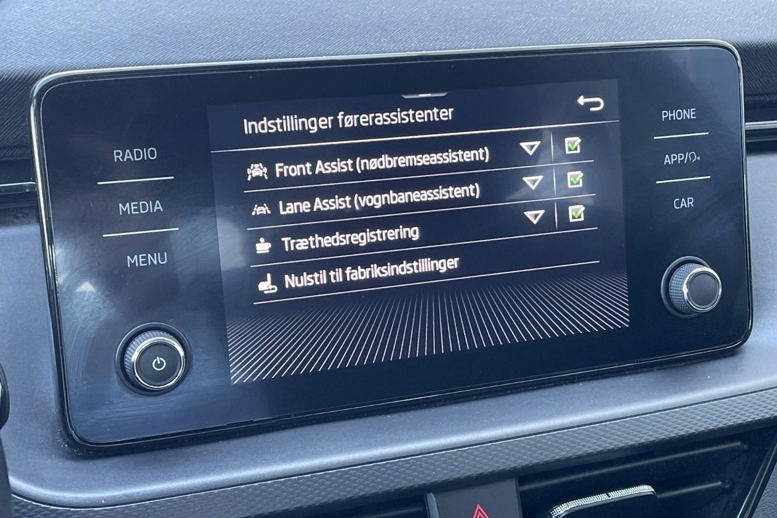 RADIO
MEDIA
MENU
Indstillinger førerassistenter
Front Assist (nødbremseassistent)
Lane Assist (vognbaneassistent)
Træthedsregistrering
Nulstil til fabriksindstillinger
PHONE
APP/
CAR